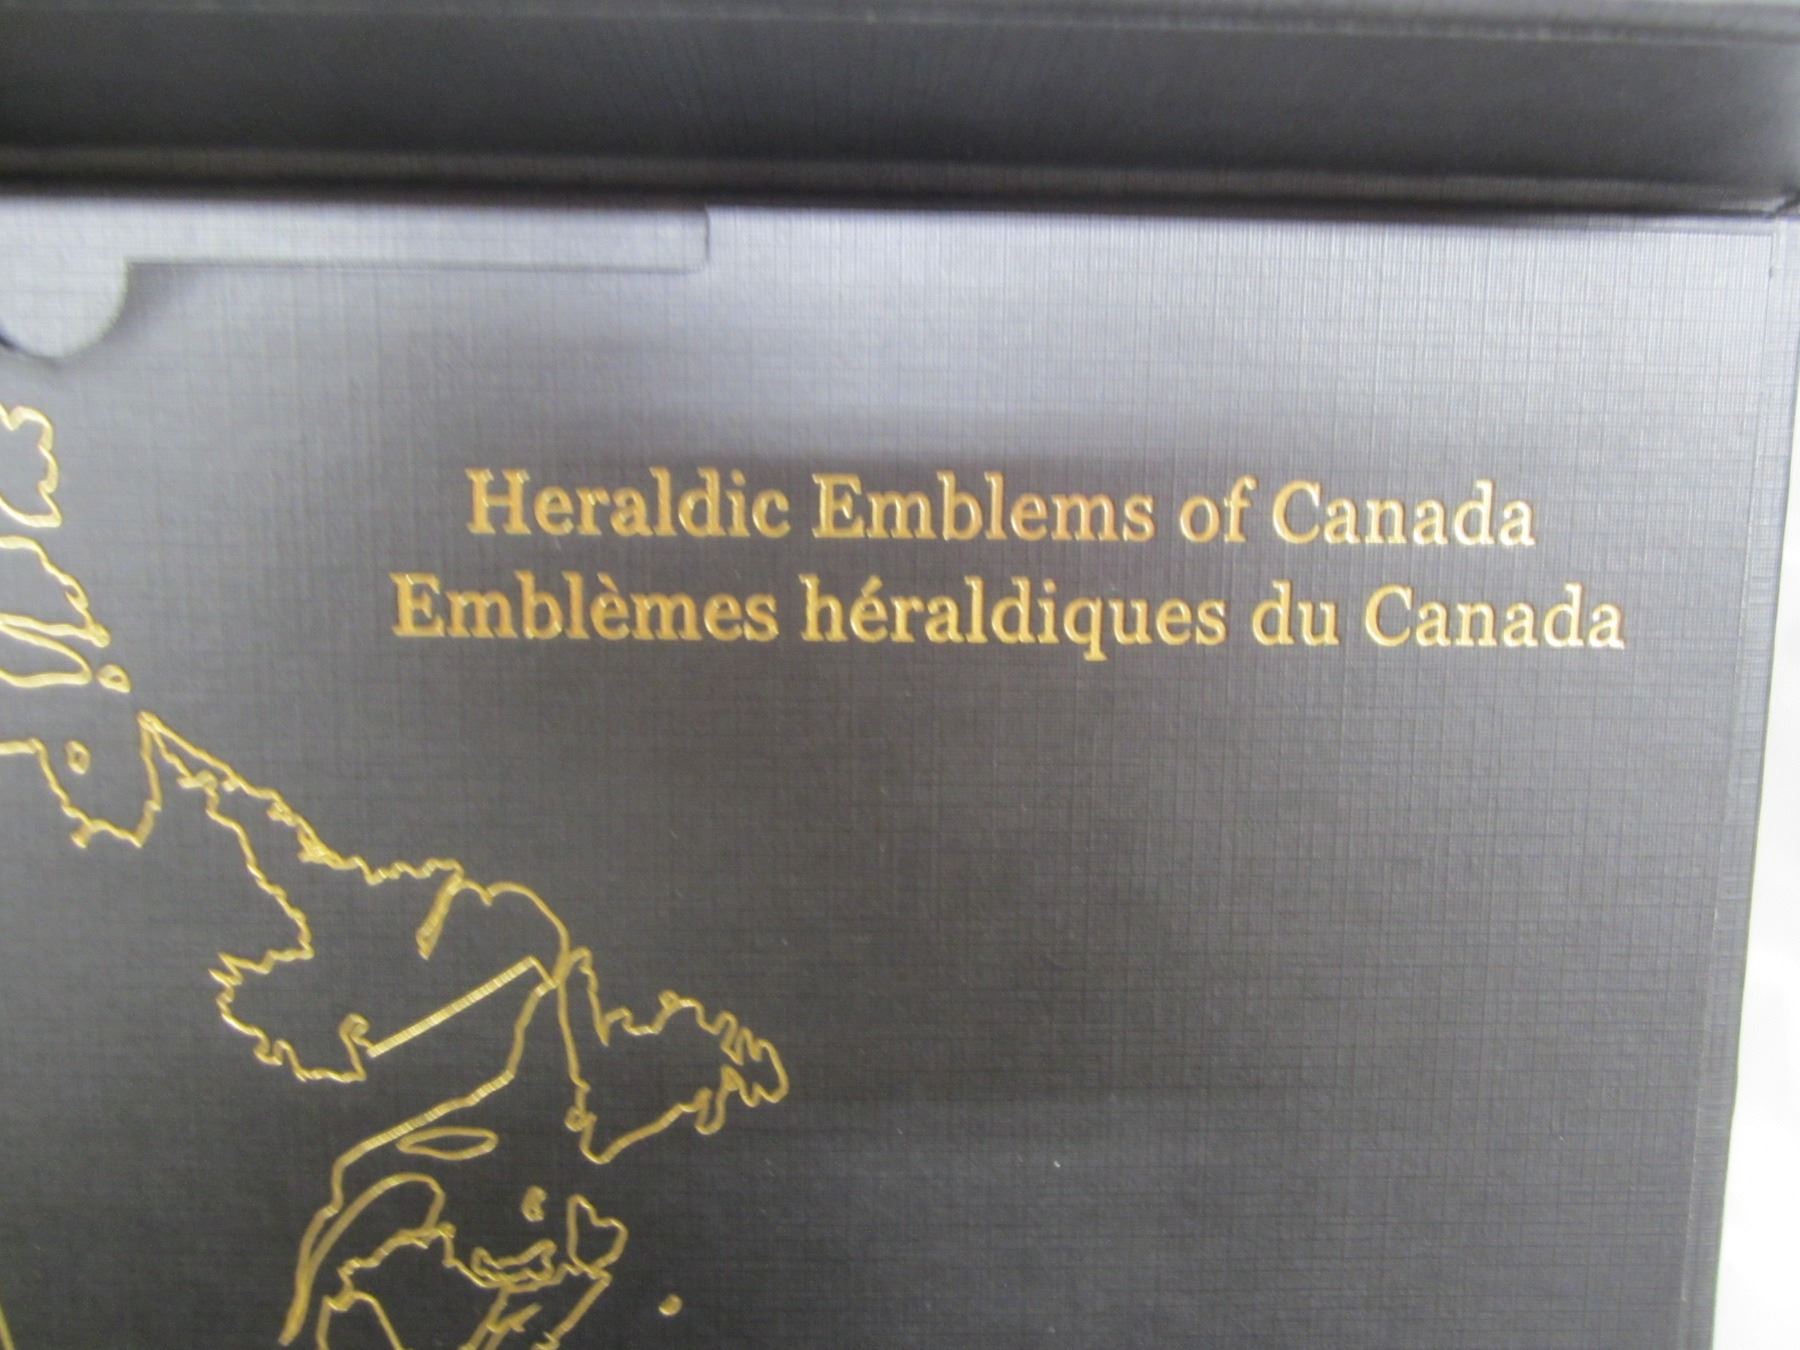 Heraldic Emblems of Canada
Emblèmes héraldiques du Canada